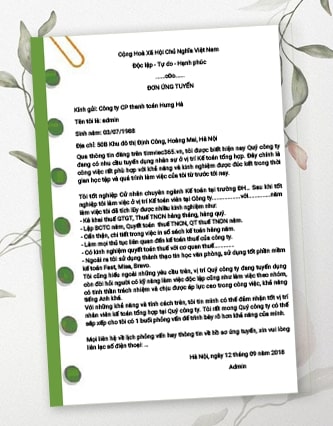 Cộng Hoà Xã Hội Chủ Nghĩa Việt Nam
Độc lập - Tự do - Hạnh phúc
......oOo......
ĐƠN ỨNG TUYỂN
Kính gửi: Công ty CP thanh toán Hưng Hà
Tên tôi là: admin
Sinh năm: 03/07/1988
Địa chỉ: 50B Khu đô thị Định Công, Hoàng Mai, Hà Nội
Qua thông tin đăng trên timviec365.vn, tôi được biết hiện nay Quý công ty
đang có nhu cầu tuyển dụng nhân sự ở vị trí Kế toán tổng hợp. Đây chính là
công việc rất phù hợp với khả năng và kinh nghiệm được đúc kết trong thời
gian học tập và quá trình làm việc của tôi từ trước tới nay.
Tôi tốt nghiệp Cử nhân chuyên ngành Kế toán tại trường ĐH... Sau khi tốt
nghiệp tôi làm việc ở vị trí Kế toán viên tại Công ty................với...........năm
làm việc tôi đã tích lũy được nhiều kinh nghiệm như:
- Kê khai thuế GTGT, Thuế TNCN hàng tháng, hàng quý.
- Lập BCTC năm, Quyết toán thuế TNCN, QT thuế TNDN năm.
- Cẩn thận, chi tiết trong việc in sổ sách kế toán hàng năm.
- Làm mọi thủ tục liên quan đến kế toán thuế của công ty.
- Có kinh nghiệm quyết toán thuế với cơ quan thuế............
- Ngoài ra tôi sử dụng thành thạo tin học văn phòng, sử dụng tốt phần mềm
kế toán Fast, Misa, Bravo.
Tôi cũng hiểu ngoài những yêu cầu trên, vị trí Quý công ty đang tuyển dụng
còn đòi hỏi người có kỹ năng làm việc độc lập cũng như làm việc theo nhóm,
có tinh thần trách nhiệm và chịu được áp lực cao trong công việc, khả năng
tiếng Anh khá.
Với những khả năng và tính cách trên, tôi tin mình có thể đảm nhận tốt vị trí
nhân viên kế toán tổng hợp tại Quý công ty. Tôi rất mong Quý công ty có thể
sắp xếp cho tôi có 1 buổi phỏng vấn để trình bày rõ hơn khả năng của mình.
Mọi liên hệ về lịch phỏng vấn hay thông tin về hồ sơ ứng tuyển, xin vui lòng
liên lạc số điện thoại: ...
Hà Nội, ngày 12 tháng 09 năm 2018
Admin